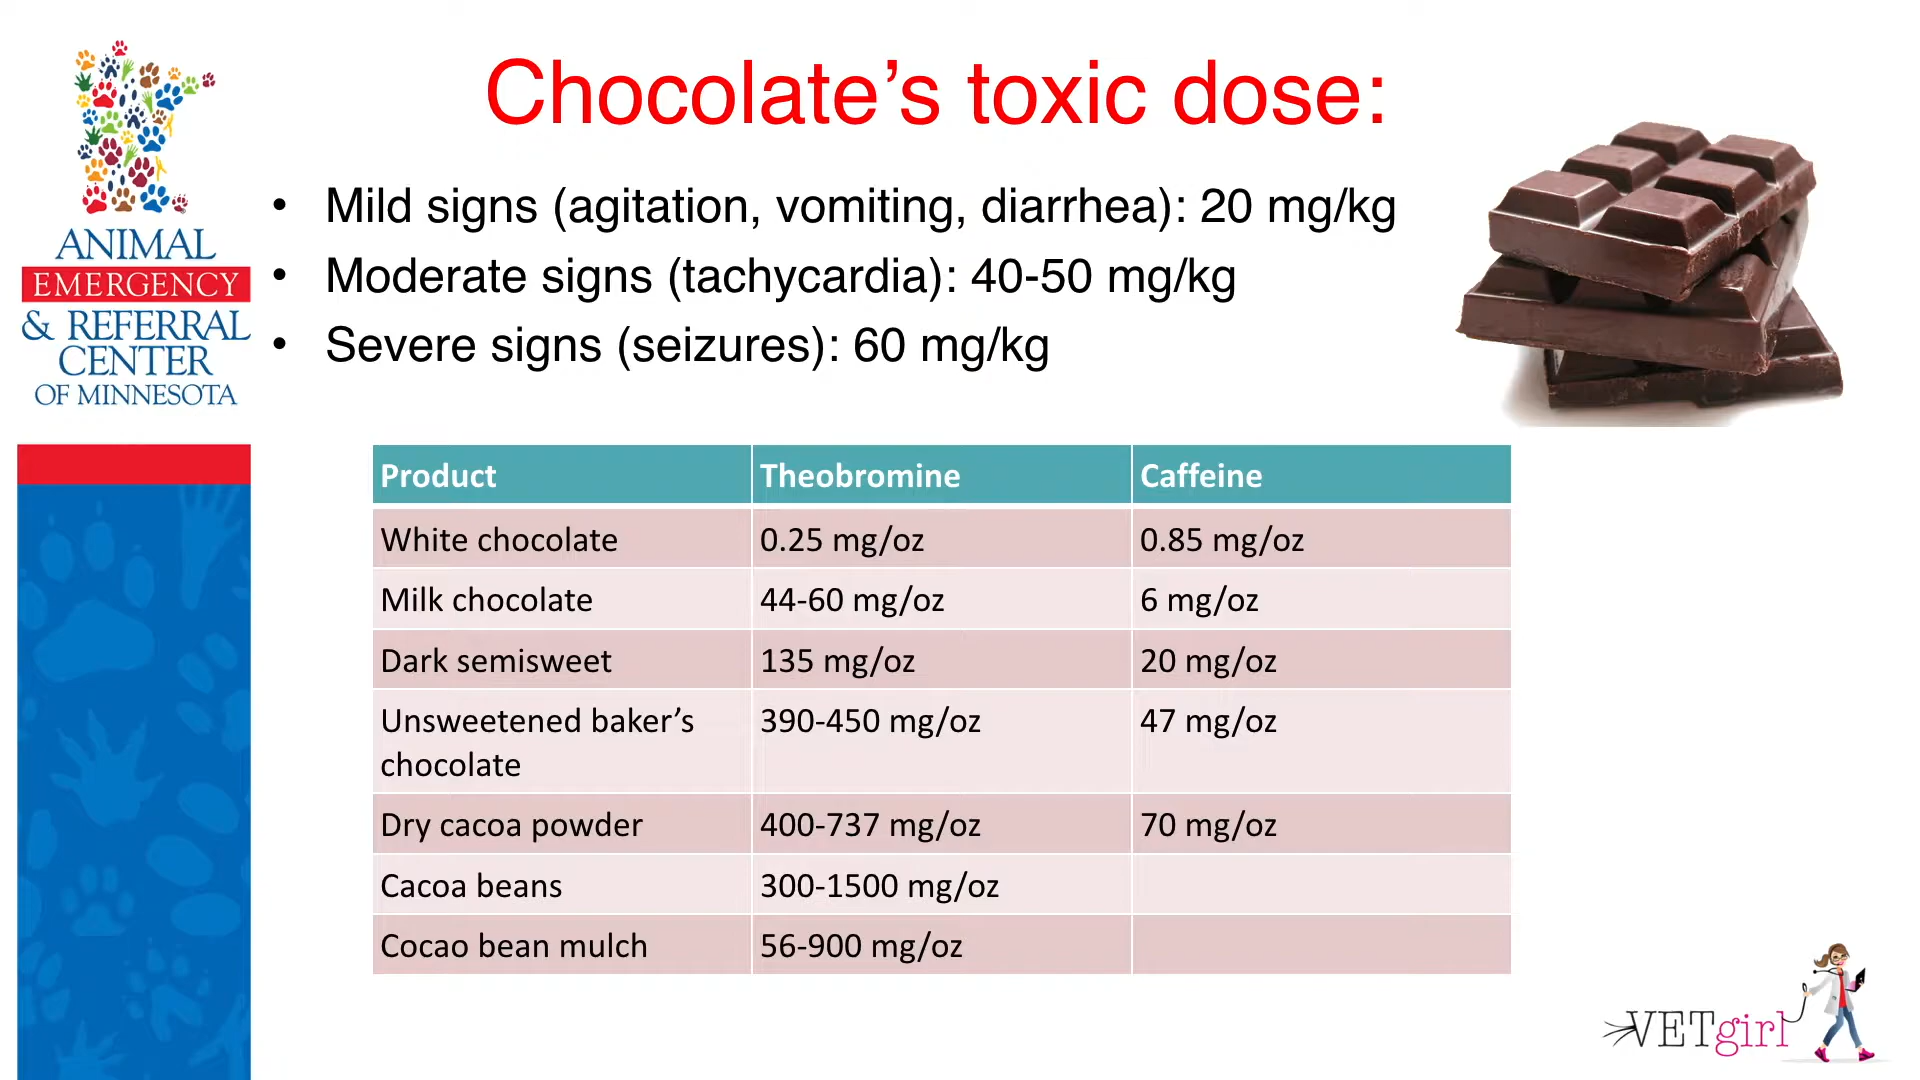 Chocolate’s toxic dose:
ANIMAL
EMERGENCY
& REFERRAL
CENTER
OF MINNESOTA
• Mild signs (agitation, vomiting, diarrhea): 20 mg/kg
• Moderate signs (tachycardia): 40-50 mg/kg
• Severe signs (seizures): 60 mg/kg
Product Theobromine Caffeine
White chocolate 0.25 mg/oz 0.85 mg/oz
Milk chocolate 44-60 mg/oz 6 mg/oz
Dark semisweet 135 mg/oz 20 mg/oz
Unsweetened baker’s 390-450 mg/oz 47 mg/oz
chocolate
Dry cacoa powder 400-737 mg/oz 70 mg/oz
Cacoa beans 300-1500 mg/oz
Cocao bean mulch 56-900 mg/oz
VETgirl